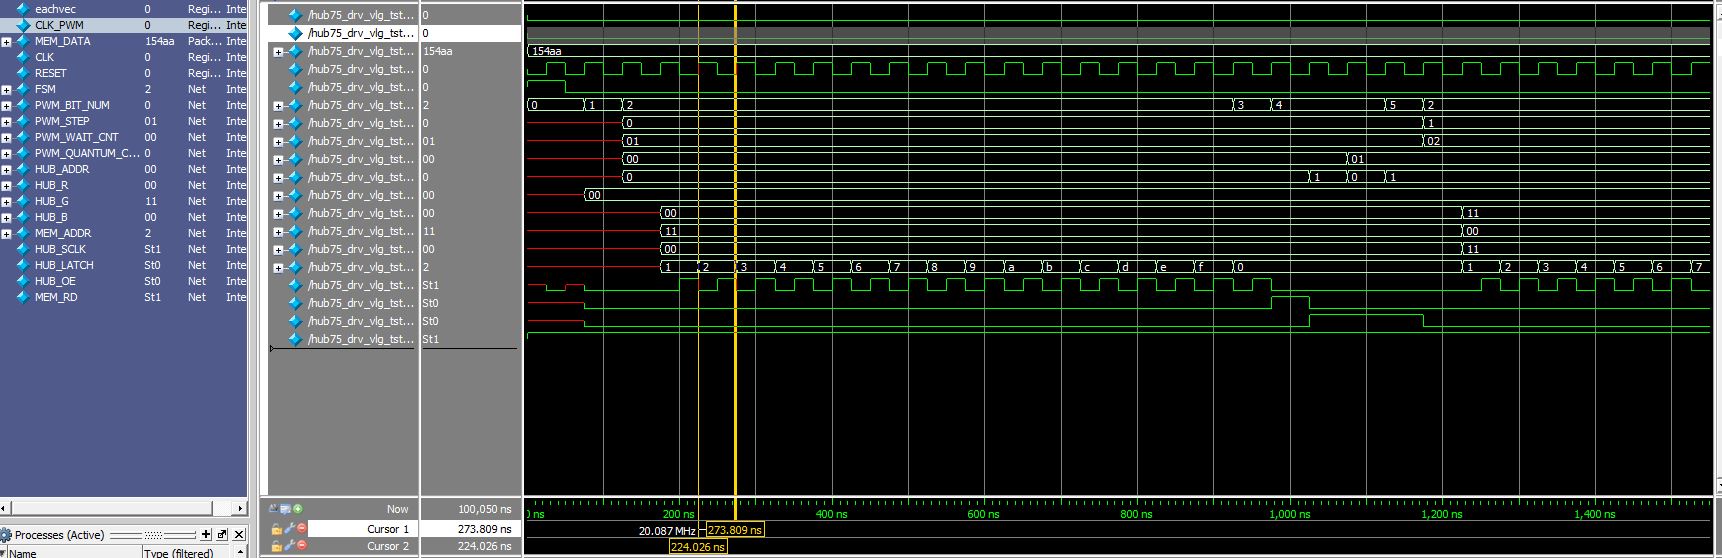 eachvec 0 Regi... Inte
CLK_PWM 0 Regi... Inte
MEM_DATA 154aa Pack... Inte
CLK 0 Regi... Inte
RESET 0 Regi... Inte
FSM 2 Net Inte
PWM_BIT_NUM 0 Net Inte
PWM_STEP 01 Net Inte
PWM_WAIT_CNT 00 Net Inte
PWM_QUANTUM_C... 0 Net Inte
HUB_ADDR 00 Net Inte
HUB_R 00 Net Inte
HUB_G 11 Net Inte
HUB_B 00 Net Inte
MEM_ADDR 2 Net Inte
HUB_SCLK St1 Net Inte
HUB_LATCH St0 Net Inte
HUB_OE St0 Net Inte
MEM_RD St1 Net Inte
Processes (Active)
Name Type (filtered)
/hub75_drv_vlg_tst... 0
/hub75_drv_vlg_tst... 0
/hub75_drv_vlg_tst... 154aa 154aa
/hub75_drv_vlg_tst... 0
/hub75_drv_vlg_tst... 0
/hub75_drv_vlg_tst... 2 0 1 2 3 4 5 2
/hub75_drv_vlg_tst... 0 0 1
/hub75_drv_vlg_tst... 01 01 02
/hub75_drv_vlg_tst... 00 00 01
/hub75_drv_vlg_tst... 0 0 1 0 1
/hub75_drv_vlg_tst... 00 00
/hub75_drv_vlg_tst... 00 00 11
/hub75_drv_vlg_tst... 11 11 00
/hub75_drv_vlg_tst... 00 00 11
/hub75_drv_vlg_tst... 2 1 2 3 4 5 6 7 8 9 a b c d e f 0 1 2 3 4 5 6 7
/hub75_drv_vlg_tst... St1
/hub75_drv_vlg_tst... St0
/hub75_drv_vlg_tst... St0
/hub75_drv_vlg_tst... St1
Now 100,050 ns ns 200 ns 400 ns 600 ns 800 ns 1,000 ns 1,200 ns 1,400 ns
Cursor 1 273.809 ns 20.087 MHz 273.809 ns
Cursor 2 224.026 ns 224.026 ns